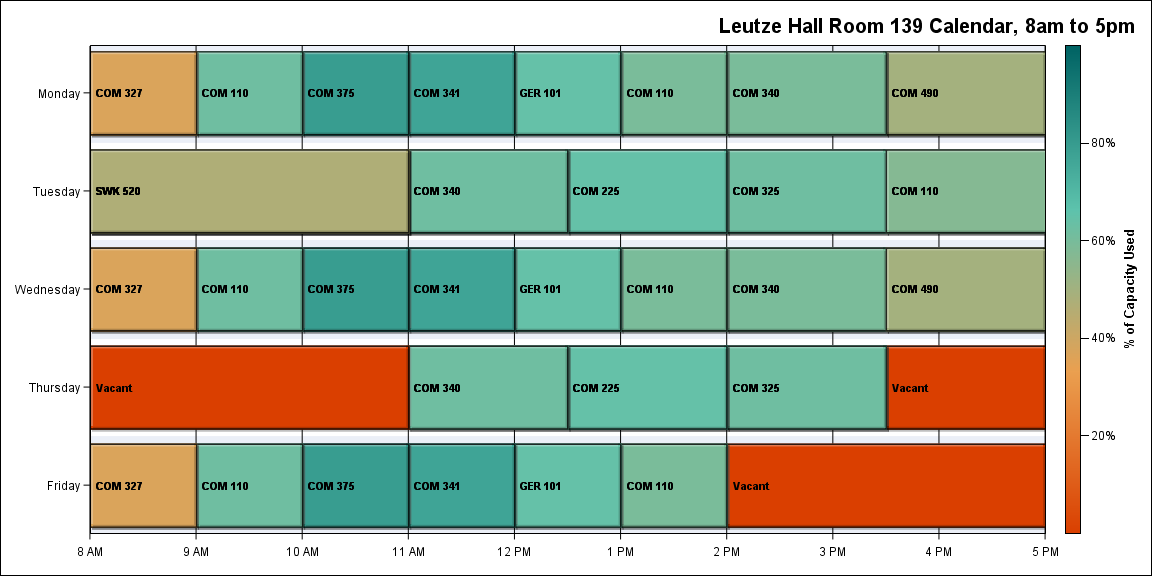 Leutze Hall Room 139 Calendar, 8am to 5pm
Monday
COM 327
COM 110
COM 375
COM 341
GER 101
COM 110
COM 340
COM 490
Tuesday
SWK 520
COM 340
COM 225
COM 325
COM 110
Wednesday
COM 327
COM 110
COM 375
COM 341
GER 101
COM 110
COM 340
COM 490
Thursday
Vacant
COM 340
COM 225
COM 325
Vacant
Friday
COM 327
COM 110
COM 375
COM 341
GER 101
COM 110
Vacant
8 AM
9 AM
10 AM
11 AM
12 PM
1 PM
2 PM
3 PM
4 PM
5 PM
80%
60%
40%
20%
% of Capacity Used